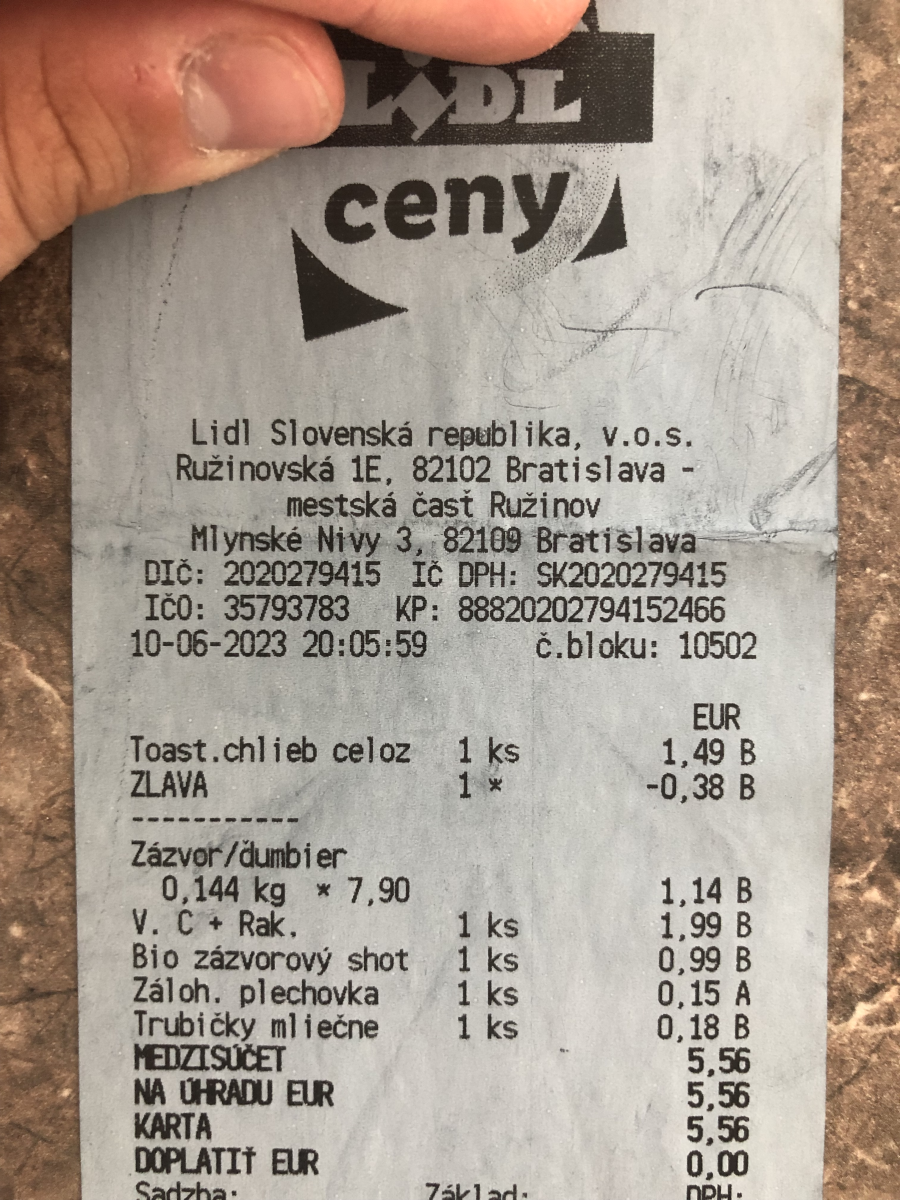 LIDL
ceny
Lidl Slovenská republika, v.o.s.
Ružinovská 1E, 82102 Bratislava -
mestská časť Ružinov
Mlynské Nivy 3, 82109 Bratislava
DIČ: 2020279415 IČ DPH: SK2020279415
IČO: 35793783 KP: 88820202794152466
10-06-2023 20:05:59 č.bloku: 10502
EUR
Toast.chlieb celoz 1 ks 1,49 B
ZLAVA 1 * -0,38 B
-----------
Zázvor/ďumbier
0,144 kg * 7,90 1,14 B
V. C + Rak. 1 ks 1,99 B
Bio zázvorový shot 1 ks 0,99 B
Záloh. plechovka 1 ks 0,15 A
Trubičky mliečne 1 ks 0,18 B
MEDZISÚČET 5,56
NA ÚHRADU EUR 5,56
KARTA 5,56
DOPLATIŤ EUR 0,00
Sadzba: Základ: DPH: